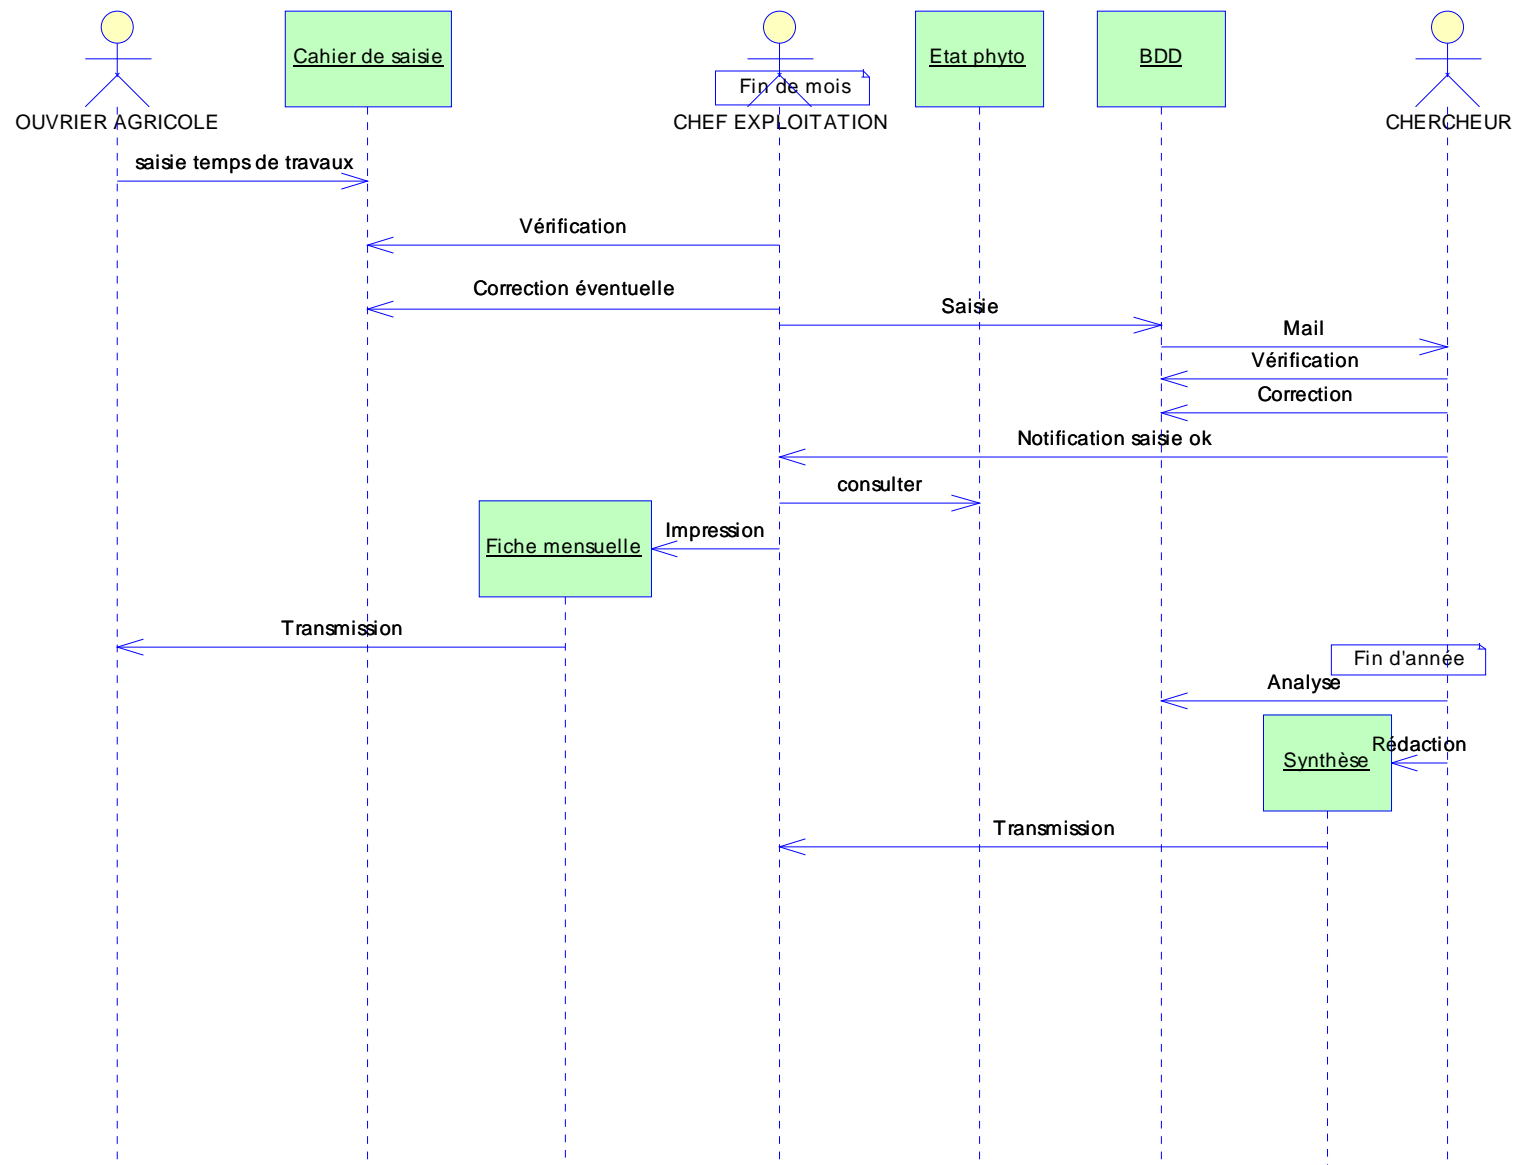 Cahier de saisie
Etat phyto
BDD
Fin de mois
OUVRIER AGRICOLE
CHEF EXPLOITATION
CHERCHEUR
saisie temps de travaux
Vérification
Correction éventuelle
Saisie
Mail
Vérification
Correction
Notification saisie ok
consulter
Impression
Fiche mensuelle
Transmission
Fin d'année
Analyse
Rédaction
Synthèse
Transmission